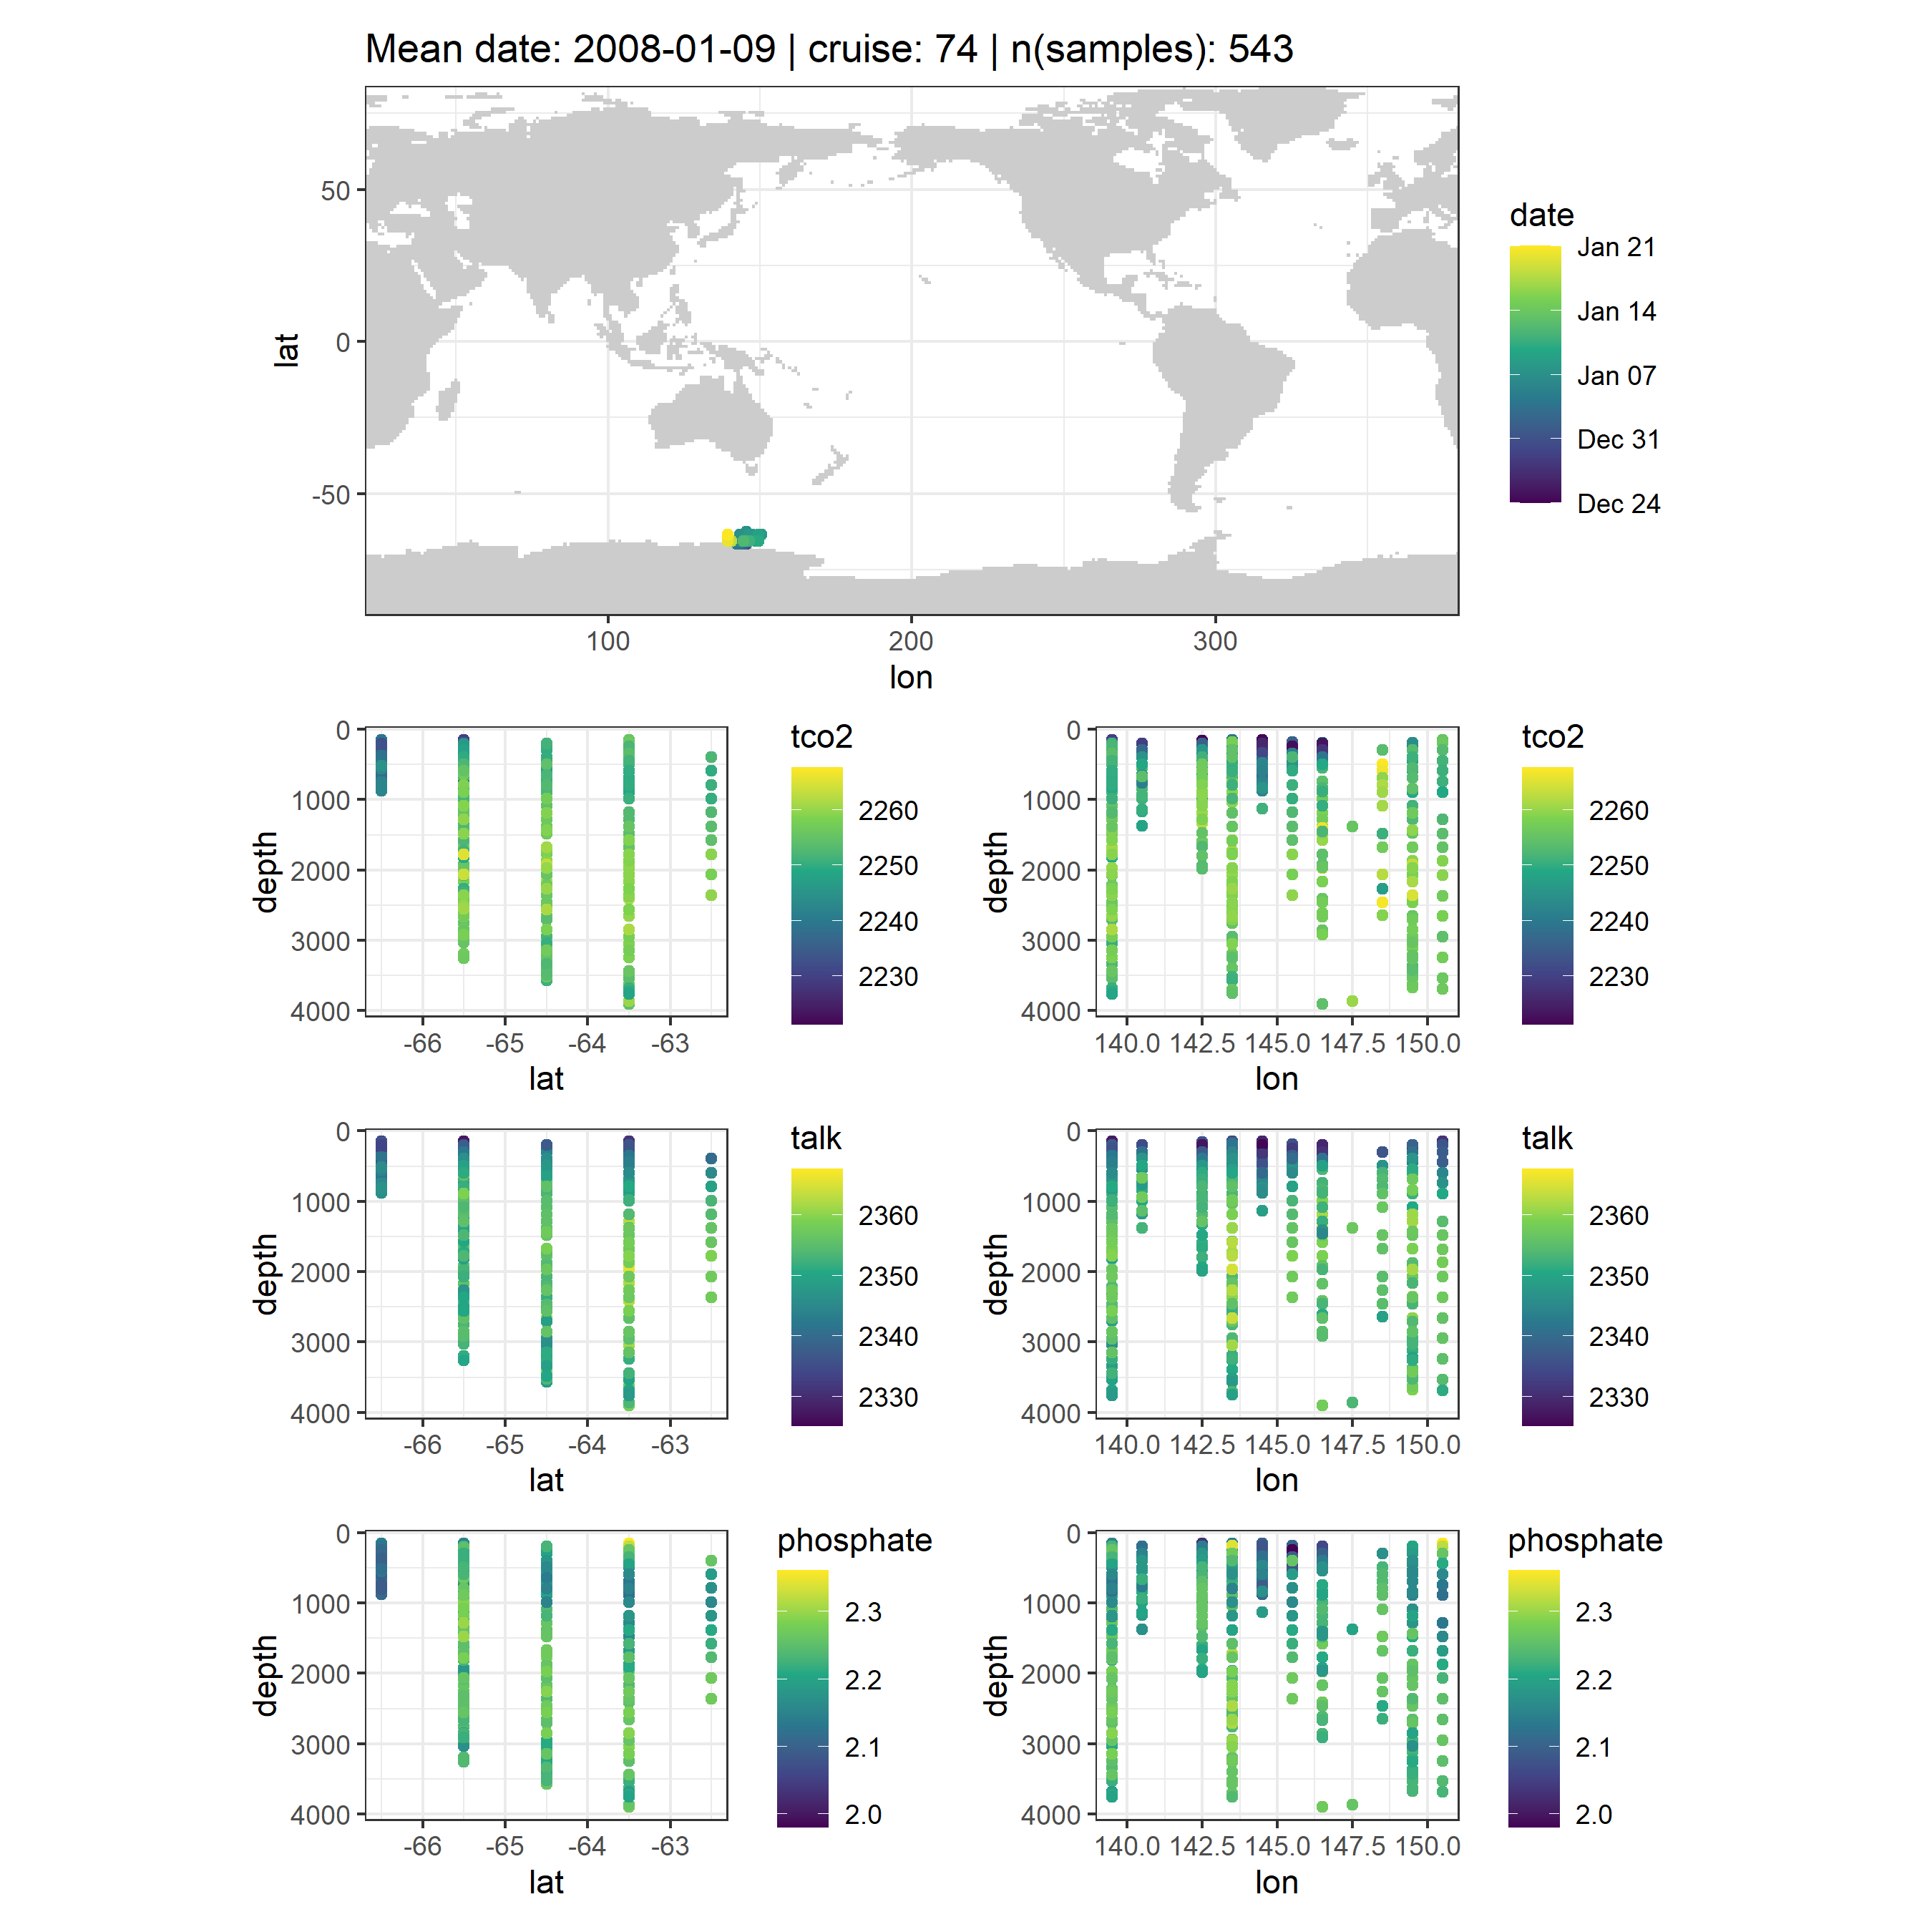 Mean date: 2008-01-09 | cruise: 74 | n(samples): 543
lat
50
0
-50
100 200 300
lon
date
Jan 21
Jan 14
Jan 07
Dec 31
Dec 24
depth
0
1000
2000
3000
4000
-66 -65 -64 -63
lat
tco2
2260
2250
2240
2230
depth
0
1000
2000
3000
4000
140.0 142.5 145.0 147.5 150.0
lon
tco2
2260
2250
2240
2230
depth
0
1000
2000
3000
4000
-66 -65 -64 -63
lat
talk
2360
2350
2340
2330
depth
0
1000
2000
3000
4000
140.0 142.5 145.0 147.5 150.0
lon
talk
2360
2350
2340
2330
depth
0
1000
2000
3000
4000
-66 -65 -64 -63
lat
phosphate
2.3
2.2
2.1
2.0
depth
0
1000
2000
3000
4000
140.0 142.5 145.0 147.5 150.0
lon
phosphate
2.3
2.2
2.1
2.0